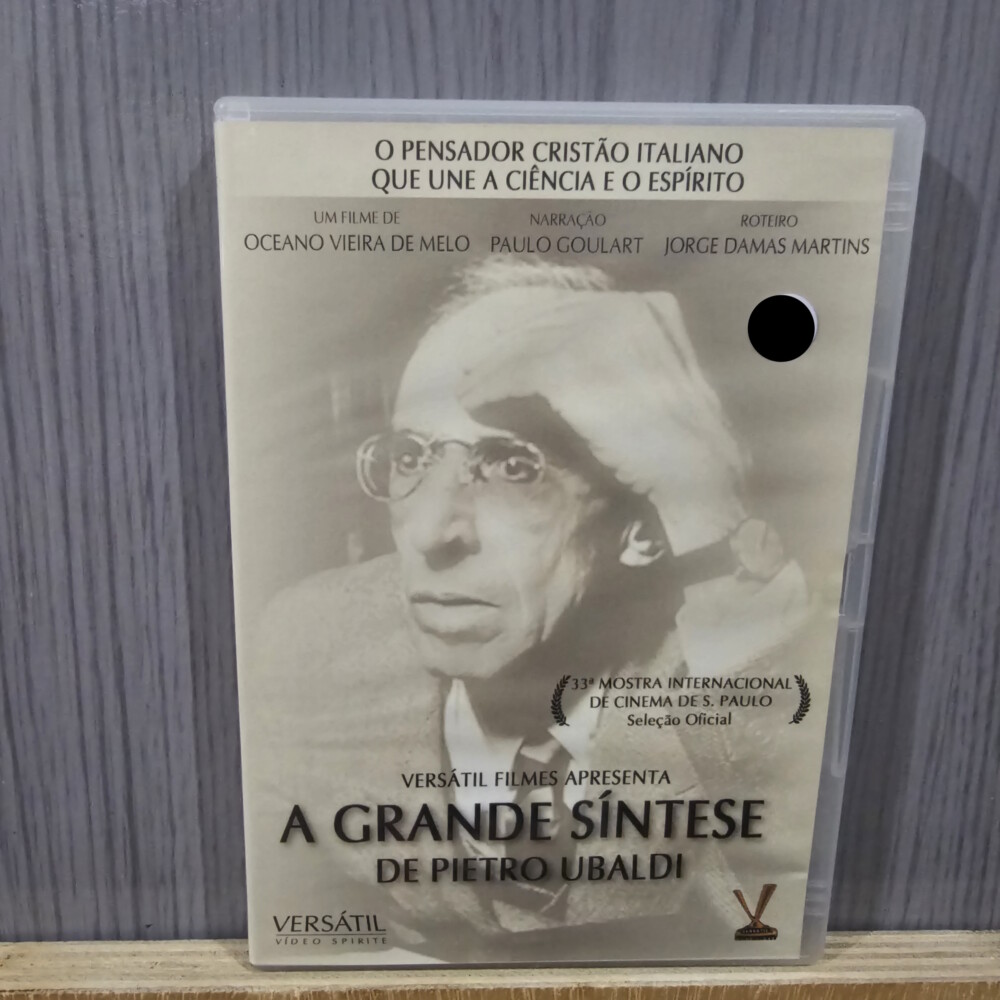 O PENSADOR CRISTÃO ITALIANO
QUE UNE A CIÊNCIA E O ESPÍRITO
UM FILME DE
OCEANO VIEIRA DE MELO
NARRAÇÃO
PAULO GOULART
ROTEIRO
JORGE DAMAS MARTINS
33ª MOSTRA INTERNACIONAL
DE CINEMA DE S. PAULO
Seleção Oficial
VERSÁTIL FILMES APRESENTA
A GRANDE SÍNTESE
DE PIETRO UBALDI
VERSÁTIL
VÍDEO SPIRITE